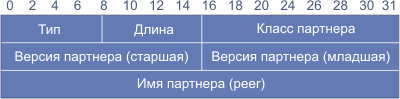 0 2 4 6 8 10 12 14 16 18 20 22 24 26 28 30 31
Тип Длина Класс партнера
Версия партнера (старшая) Версия партнера (младшая)
Имя партнера (peer)